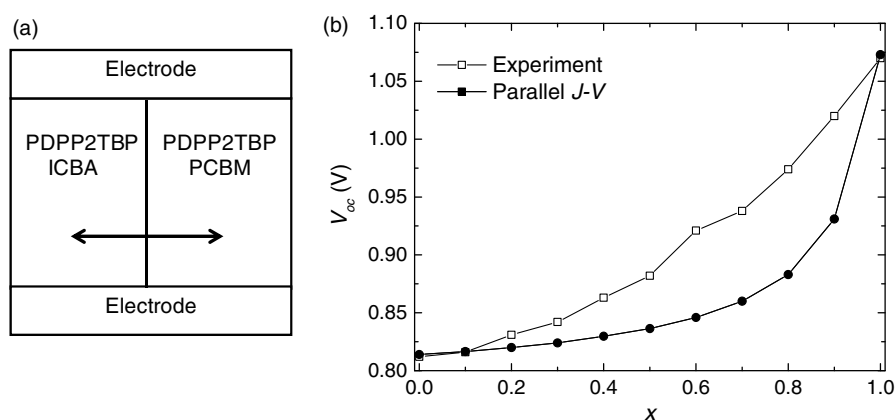 (a)
Electrode
PDPP2TBP
ICBA
PDPP2TBP
PCBM
Electrode
(b)
1.10
1.05
1.00
0.95
0.90
0.85
0.80
V_oc (V)
Experiment
Parallel J-V
0.0
0.2
0.4
0.6
0.8
1.0
x